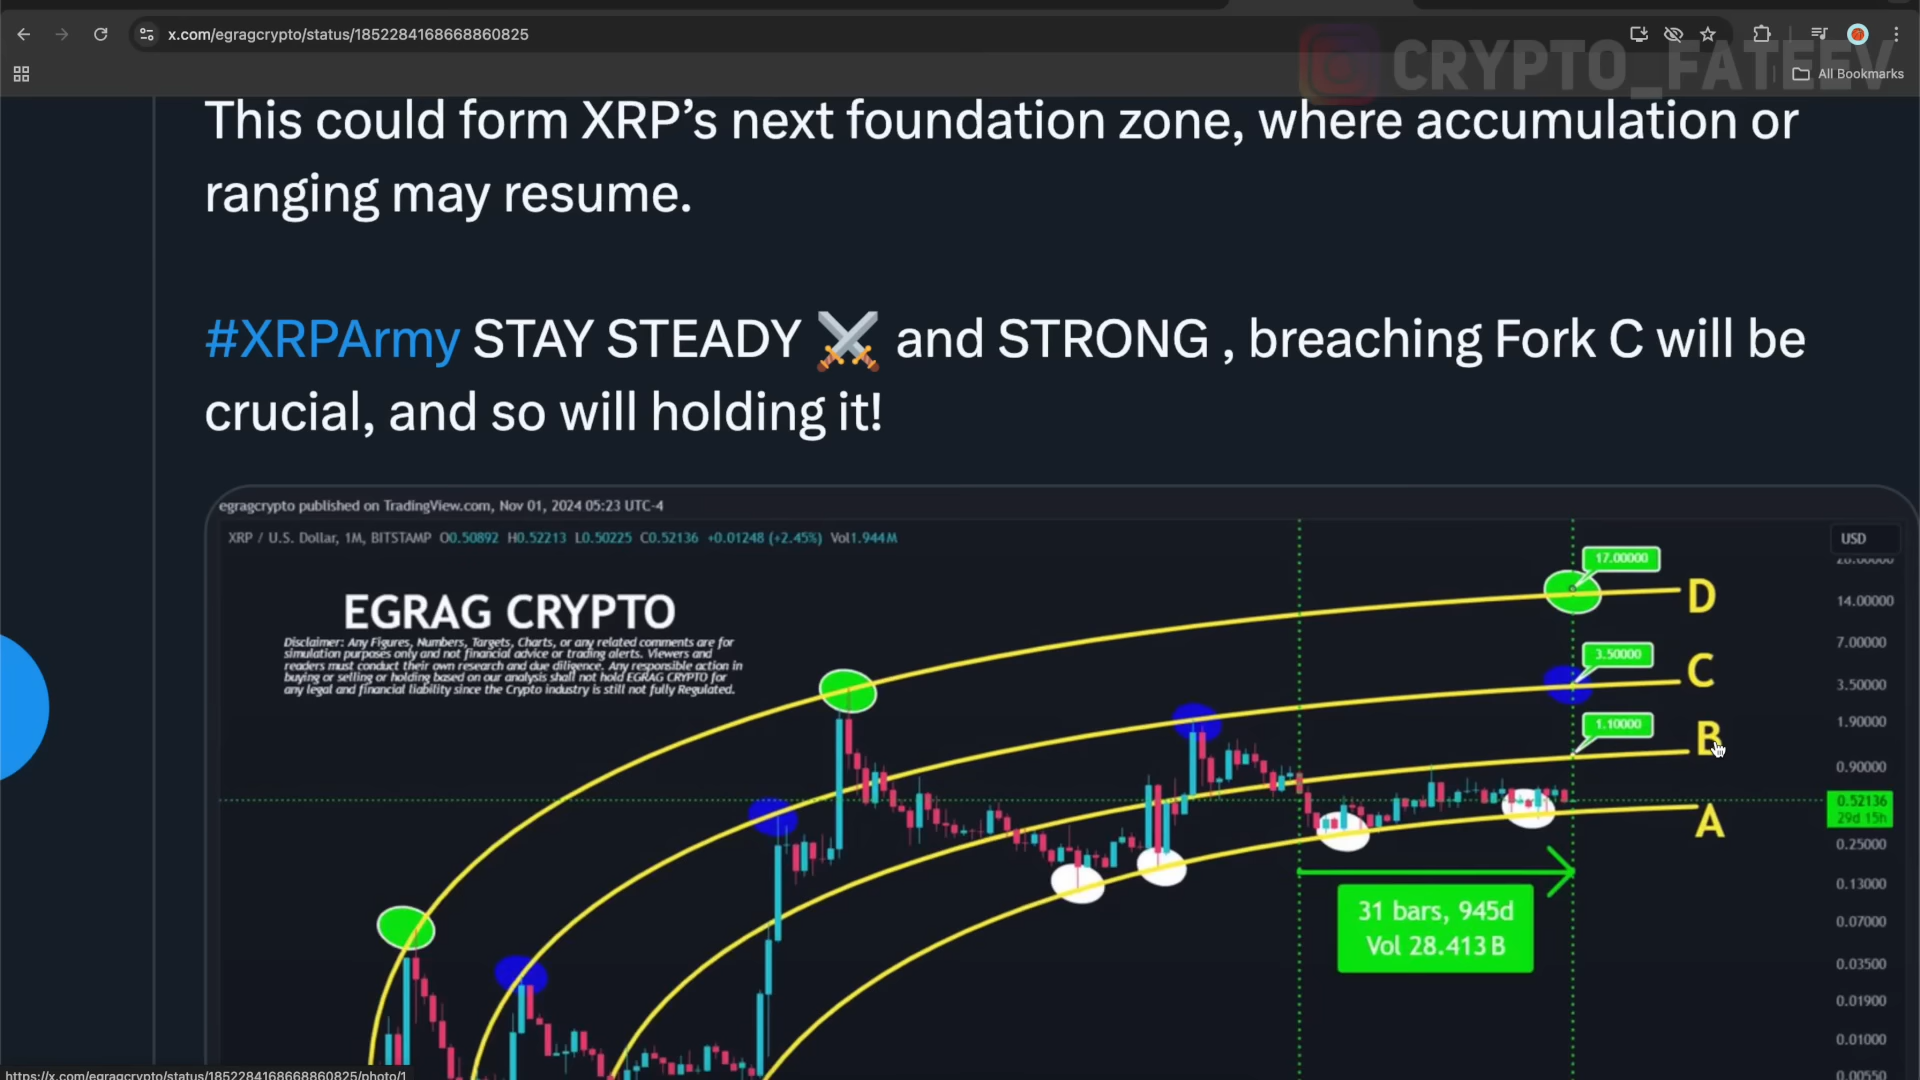 x.com/egragcrypto/status/1852284168668860825
CRYPTO_FATEEV
All Bookmarks
This could form XRP’s next foundation zone, where accumulation or
ranging may resume.
#XRPArmy STAY STEADY ⚔️ and STRONG , breaching Fork C will be
crucial, and so will holding it!
egragcrypto published on TradingView.com, Nov 01, 2024 05:23 UTC-4
XRP / U.S. Dollar, 1M, BITSTAMP O0.50892 H0.52213 L0.50225 C0.52136 +0.01248 (+2.45%) Vol1.944M
USD
EGRAG CRYPTO
Disclaimer: Any Figures, Numbers, Targets, Charts, or any related comments are for
simulation purposes only and not financial advice or trading alerts. Viewers and
readers must conduct their own research and due diligence. Any responsible action in
buying or selling or holding based on our analysis shall not hold EGRAG CRYPTO for
any legal and financial liability since the Crypto industry is still not fully Regulated.
17.00000
D
3.50000
C
1.10000
B
A
14.00000
7.00000
3.50000
1.90000
0.90000
0.52136
29d 15h
0.25000
0.13000
0.07000
0.03500
0.01900
0.01000
0.00550
31 bars, 945d
Vol 28.413 B
https://x.com/egragcrypto/status/1852284168668860825/photo/1